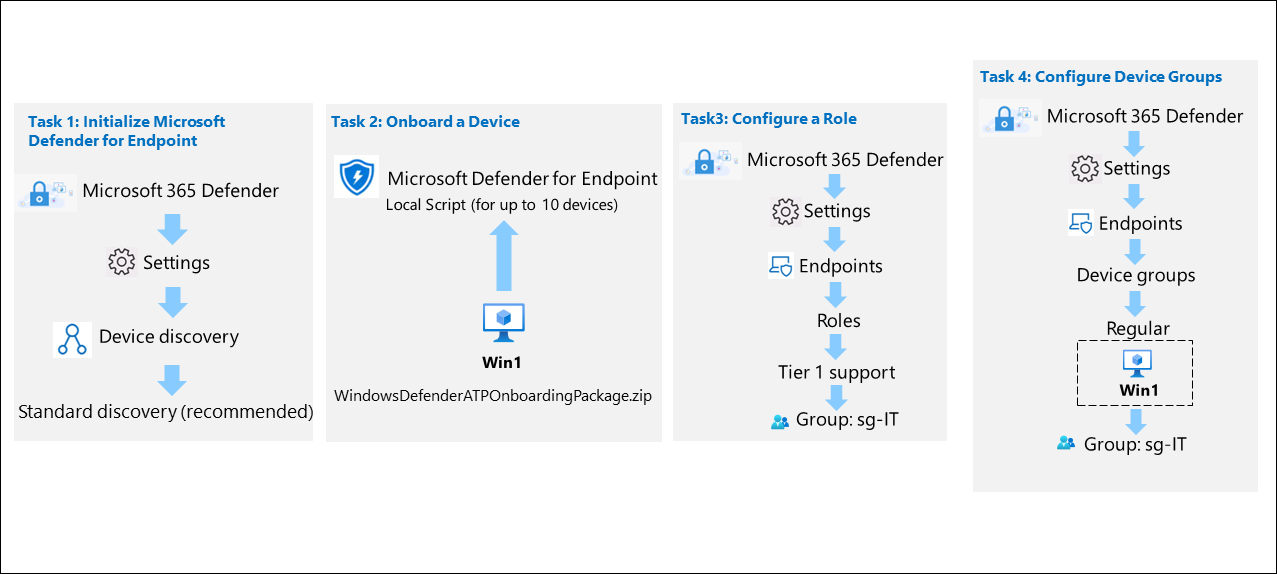 Task 1: Initialize Microsoft
Defender for Endpoint
Microsoft 365 Defender
Settings
Device discovery
Standard discovery (recommended)
Task 2: Onboard a Device
Microsoft Defender for Endpoint
Local Script (for up to 10 devices)
Win1
WindowsDefenderATPOnboardingPackage.zip
Task3: Configure a Role
Microsoft 365 Defender
Settings
Endpoints
Roles
Tier 1 support
Group: sg-IT
Task 4: Configure Device Groups
Microsoft 365 Defender
Settings
Endpoints
Device groups
Regular
Win1
Group: sg-IT